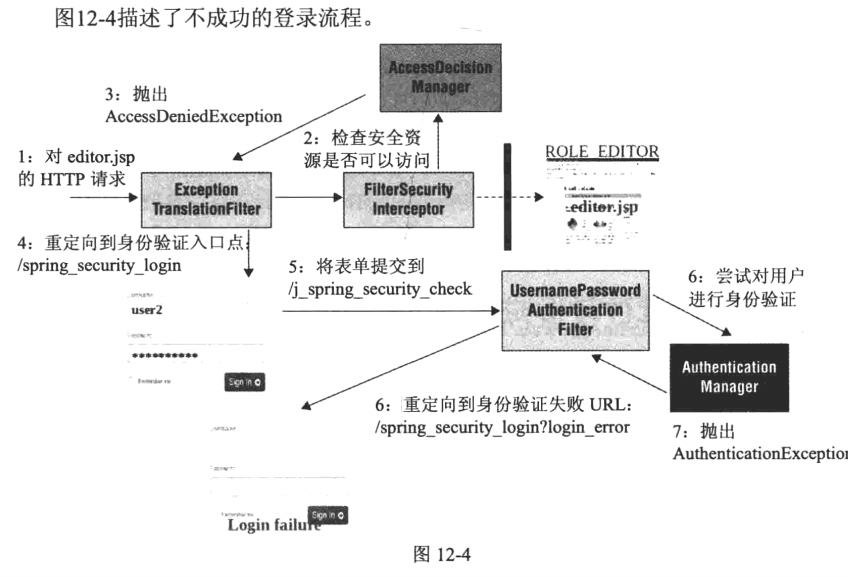 图12-4描述了不成功的登录流程。
AccessDecision
Manager
3：抛出
AccessDeniedException
2：检查安全资
源是否可以访问
1：对 editor.jsp
的 HTTP 请求
Exception
TranslationFilter
FilterSecurity
Interceptor
ROLE_EDITOR
editor.jsp
4：重定向到身份验证入口点:
/spring_security_login
5：将表单提交到
/j_spring_security_check
UsernamePassword
Authentication
Filter
6：尝试对用户
进行身份验证
user2
**********
Remember me
Sign In
Authentication
Manager
6：重定向到身份验证失败 URL：
/spring_security_login?login_error
7：抛出
AuthenticationException
Sign In
Login failure
图 12-4